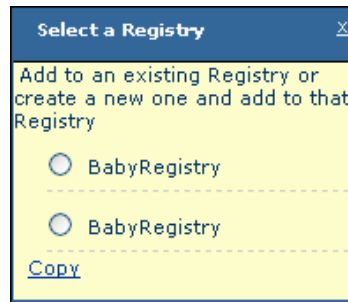 Select a Registry X
Add to an existing Registry or
create a new one and add to that
Registry
BabyRegistry
BabyRegistry
Copy